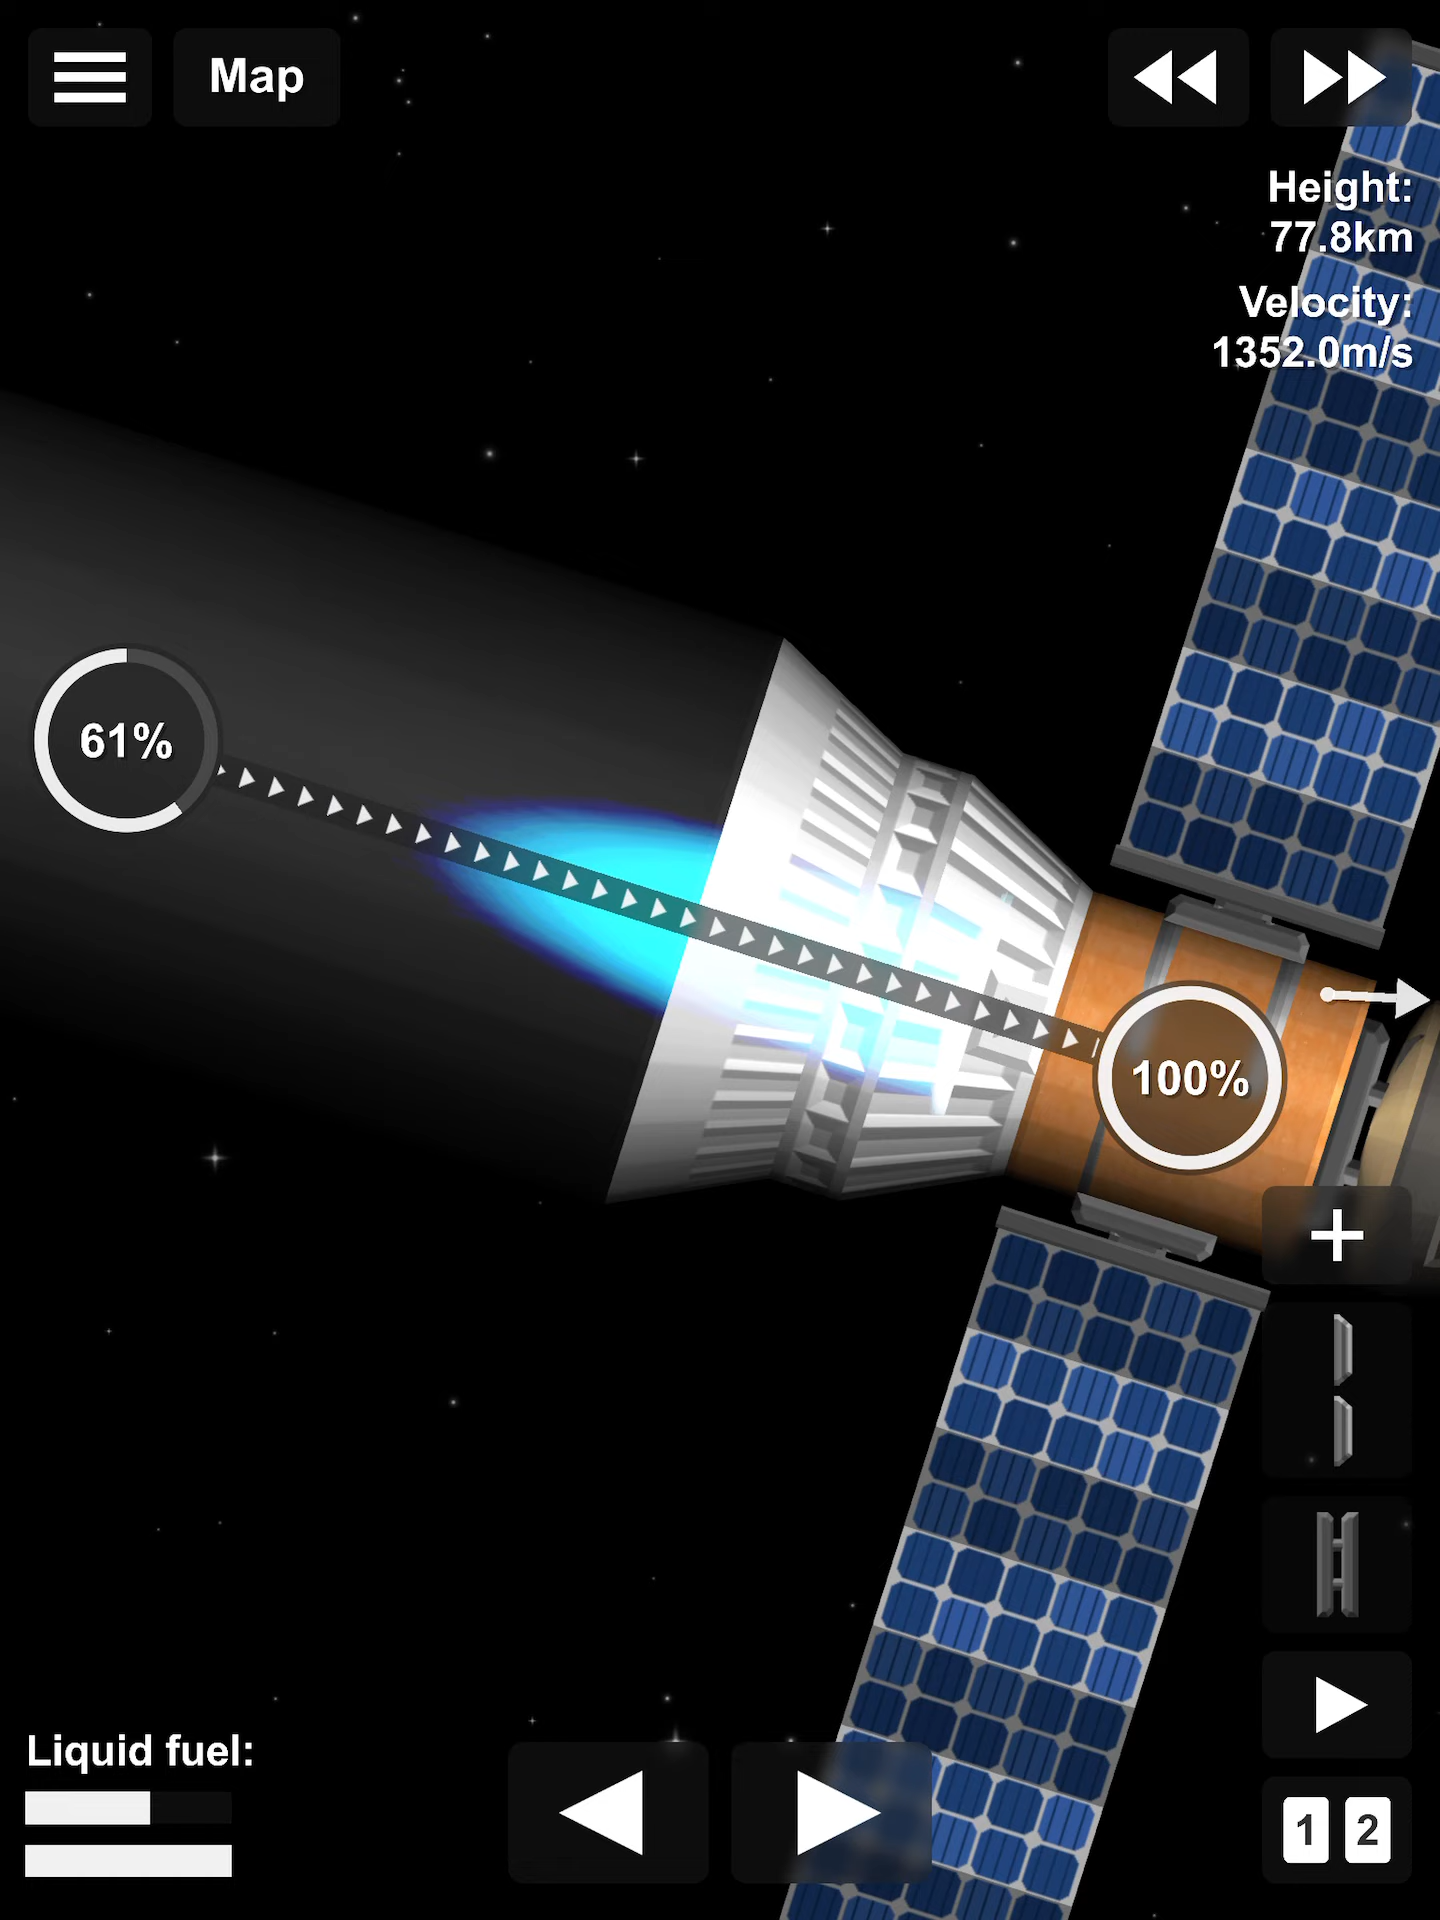 Map
Height:
77.8km
Velocity:
1352.0m/s
61%
100%
Liquid fuel:
1 2